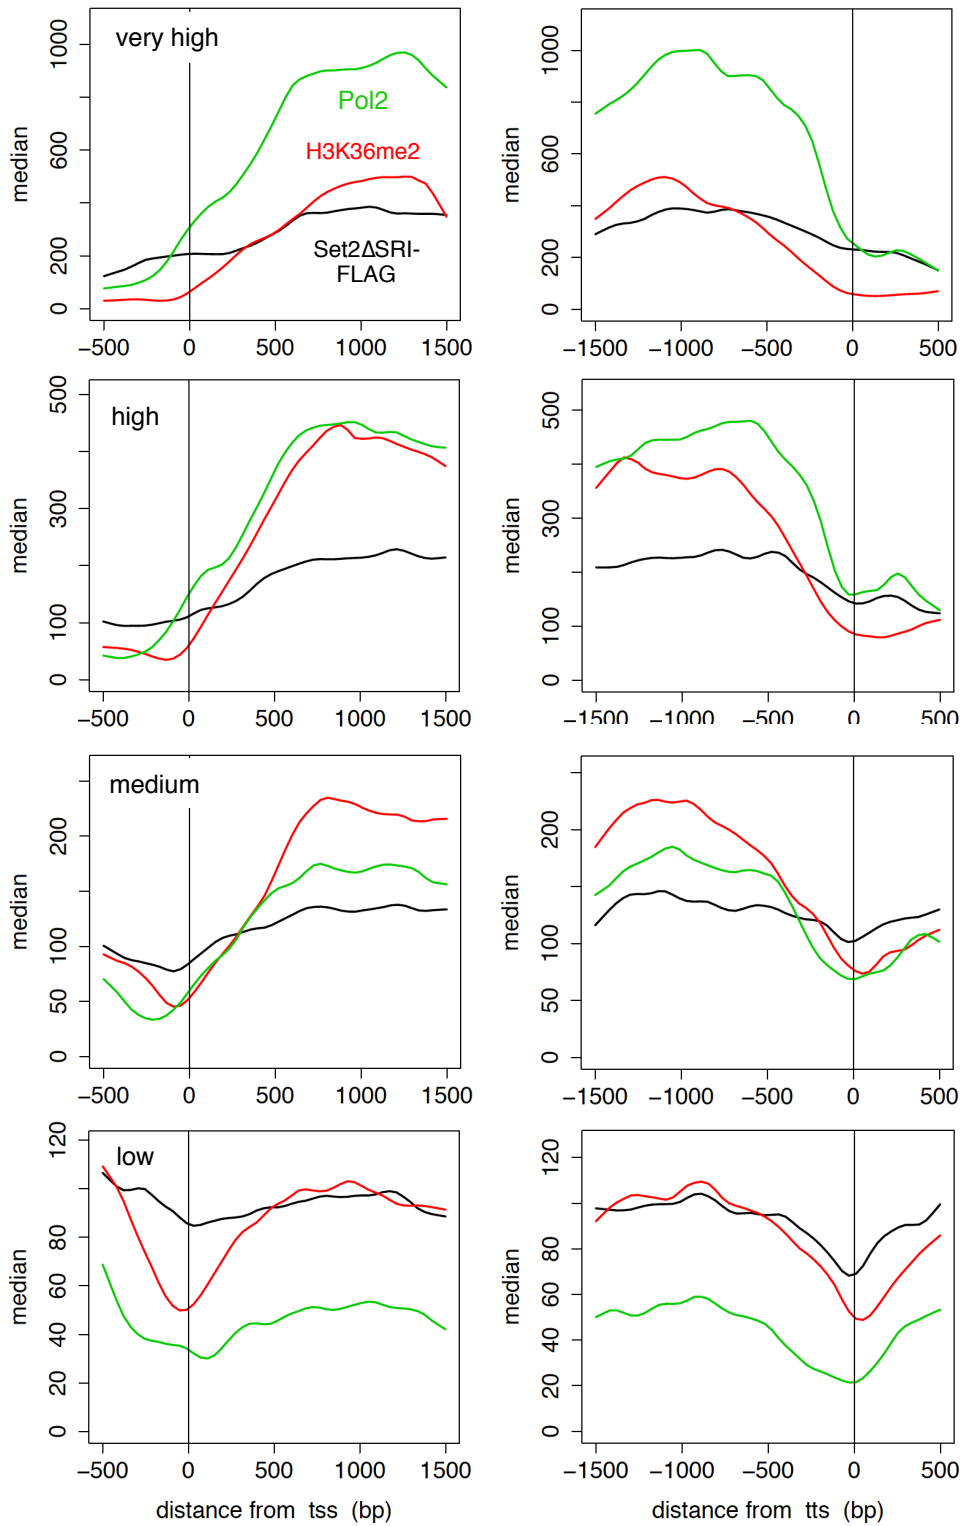 very high
Pol2
H3K36me2
Set2ΔSRI-
FLAG
median
0
200
600
1000
−500 0 500 1000 1500
median
0
200
600
1000
−1500 −1000 −500 0 500
high
median
0
100
300
500
−500 0 500 1000 1500
median
0
100
300
500
−1500 −1000 −500 0 500
medium
median
0
50
100
200
−500 0 500 1000 1500
median
0
50
100
200
−1500 −1000 −500 0 500
low
median
0
20
40
60
80
120
−500 0 500 1000 1500
distance from tss (bp)
median
0
20
40
60
80
120
−1500 −1000 −500 0 500
distance from tts (bp)